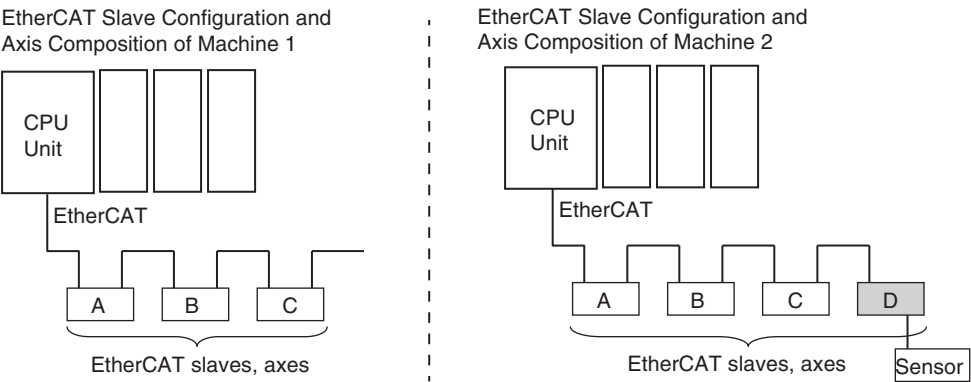 EtherCAT Slave Configuration and
Axis Composition of Machine 1
CPU
Unit
EtherCAT
A
B
C
EtherCAT slaves, axes
EtherCAT Slave Configuration and
Axis Composition of Machine 2
CPU
Unit
EtherCAT
A
B
C
D
EtherCAT slaves, axes
Sensor